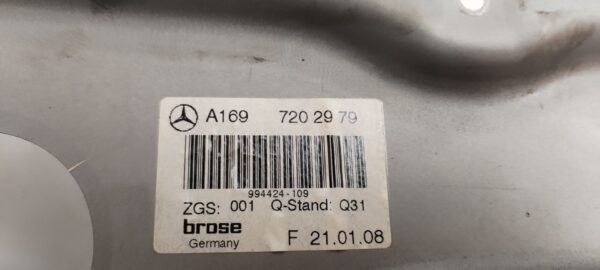 A169 720 29 79
994424-109
ZGS: 001 Q-Stand: Q31
brose
Germany F 21.01.08